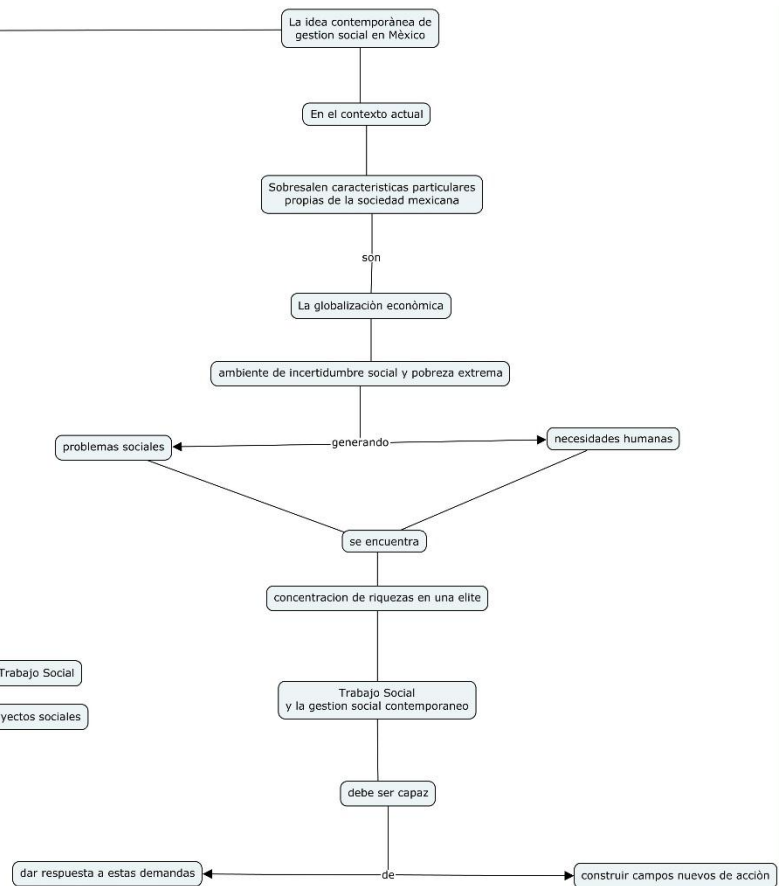 La idea contemporànea de
gestion social en Mèxico
En el contexto actual
Sobresalen caracteristicas particulares
propias de la sociedad mexicana
son
La globalizaciòn econòmica
ambiente de incertidumbre social y pobreza extrema
problemas sociales
generando
necesidades humanas
se encuentra
concentracion de riquezas en una elite
Trabajo Social
Trabajo Social
y la gestion social contemporaneo
yectos sociales
debe ser capaz
dar respuesta a estas demandas
de
construir campos nuevos de acciòn